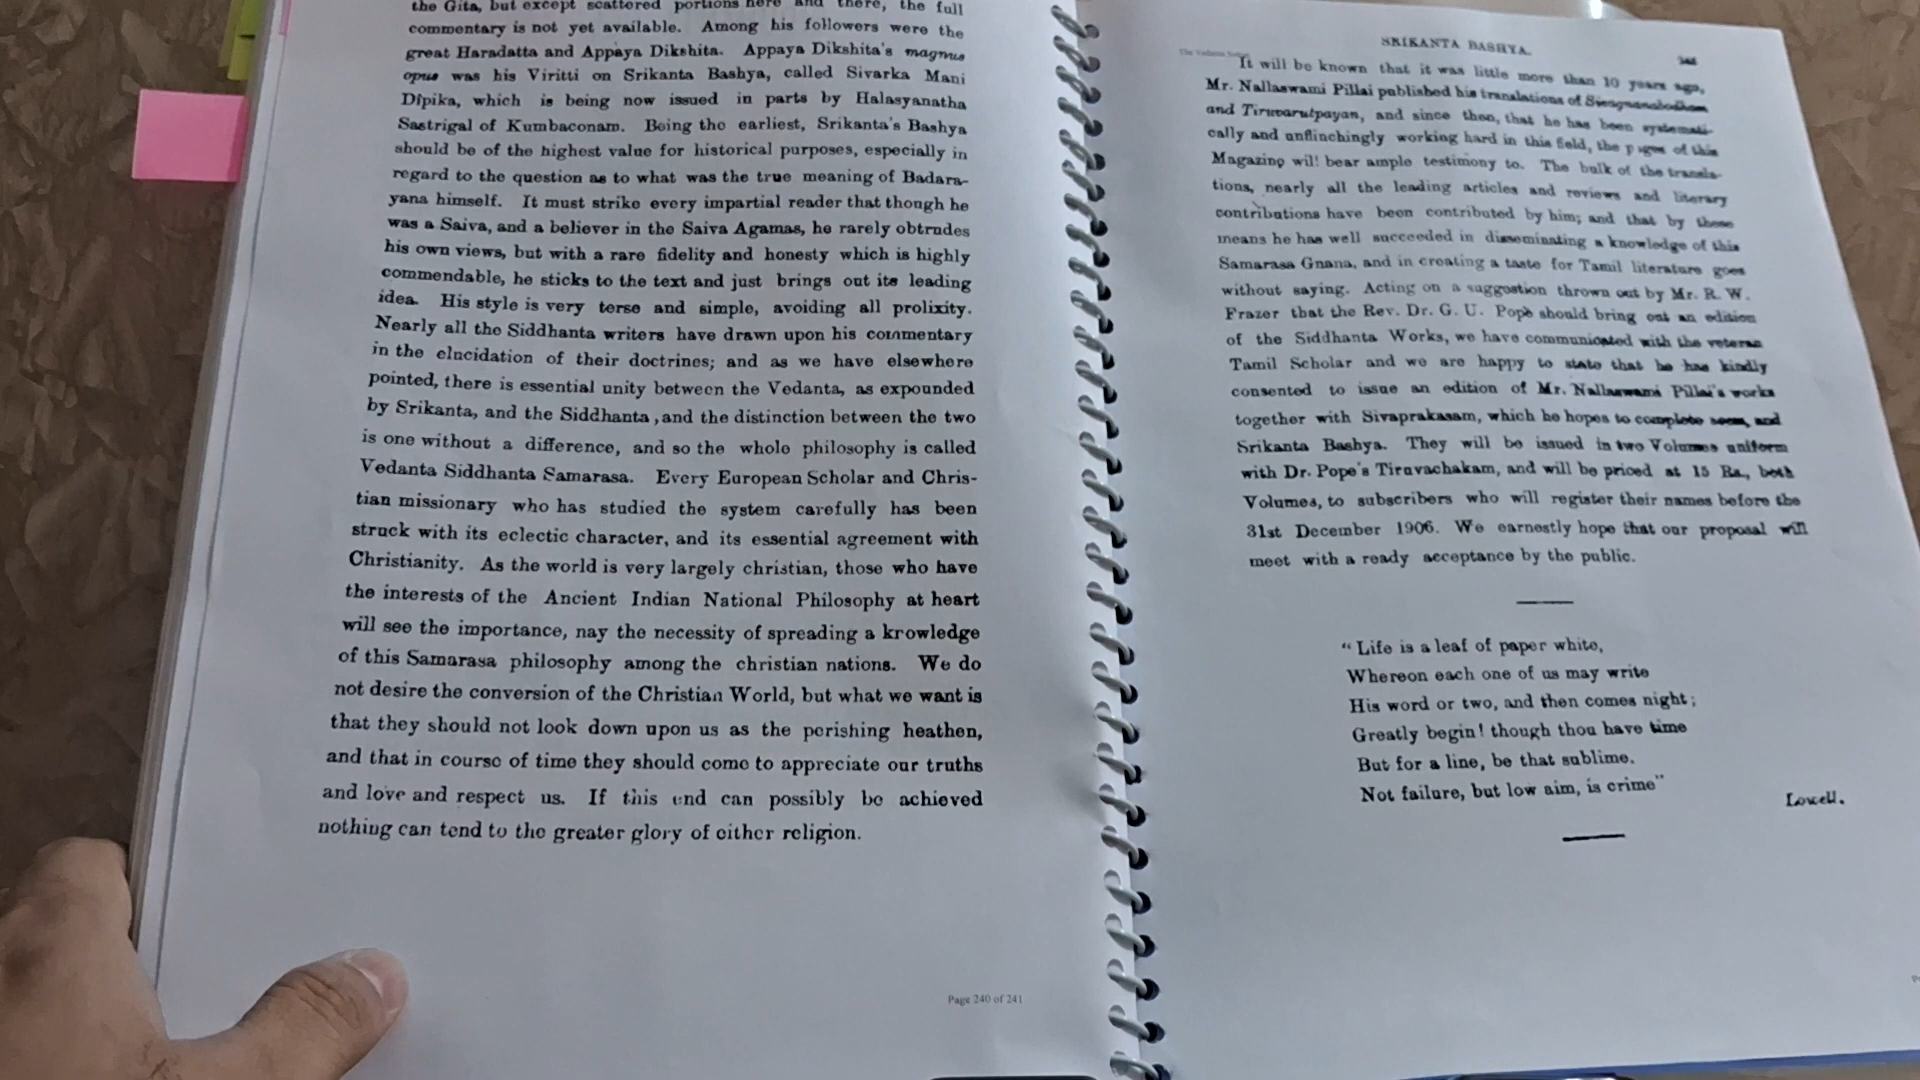 the Gita, but except scattered portions here and there, the full
commentary is not yet available. Among his followers were the
great Haradatta and Appaya Dikshita. Appaya Dikshita's magnus
opus was his Viritti on Srikanta Bashya, called Sivarka Mani
Dipika, which is being now issued in parts by Halasyanatha
Sastrigal of Kumbaconam. Being the earliest, Srikanta's Bashya
should be of the highest value for historical purposes, especially in
regard to the question as to what was the true meaning of Badara-
yana himself. It must strike every impartial reader that though he
was a Saiva, and a believer in the Saiva Agamas, he rarely obtrudes
his own views, but with a rare fidelity and honesty which is highly
commendable, he sticks to the text and just brings out its leading
idea. His style is very terse and simple, avoiding all prolixity.
Nearly all the Siddhanta writers have drawn upon his commentary
in the elucidation of their doctrines; and as we have elsewhere
pointed, there is essential unity between the Vedanta, as expounded
by Srikanta, and the Siddhanta, and the distinction between the two
is one without a difference, and so the whole philosophy is called
Vedanta Siddhanta Samarasa. Every European Scholar and Chris-
tian missionary who has studied the system carefully has been
struck with its eclectic character, and its essential agreement with
Christianity. As the world is very largely christian, those who have
the interests of the Ancient Indian National Philosophy at heart
will see the importance, nay the necessity of spreading a krowledge
of this Samarasa philosophy among the christian nations. We do
not desire the conversion of the Christian World, but what we want is
that they should not look down upon us as the perishing heathen,
and that in course of time they should come to appreciate our truths
and love and respect us. If this end can possibly be achieved
nothing can tend to the greater glory of either religion.
Page 240 of 241
SRIKANTA BASHYA.
It will be known that it was little more than 10 years ago,
Mr. Nallaswami Pillai published his translations of Sivagnanabodham
and Tiruvarutpayan, and since then, that he has been systemati-
cally and unflinchingly working hard in this field, the pages of this
Magazine will bear ample testimony to. The bulk of the transla-
tions, nearly all the leading articles and reviews and literary
contributions have been contributed by him; and that by these
means he has well succeeded in disseminating a knowledge of this
Samarasa Gnana, and in creating a taste for Tamil literature goes
without saying. Acting on a suggestion thrown out by Mr. R. W.
Frazer that the Rev. Dr. G. U. Pope should bring out an edition
of the Siddhanta Works, we have communicated with the veteran
Tamil Scholar and we are happy to state that he has kindly
consented to issue an edition of Mr. Nallaswami Pillai's works
together with Sivaprakasam, which he hopes to complete soon, and
Srikanta Bashya. They will be issued in two Volumes uniform
with Dr. Pope's Tiruvachakam, and will be priced at 15 Rs., both
Volumes, to subscribers who will register their names before the
31st December 1906. We earnestly hope that our proposal will
meet with a ready acceptance by the public.
"Life is a leaf of paper white,
Whereon each one of us may write
His word or two, and then comes night;
Greatly begin! though thou have time
But for a line, be that sublime.
Not failure, but low aim, is crime"
Lowell.